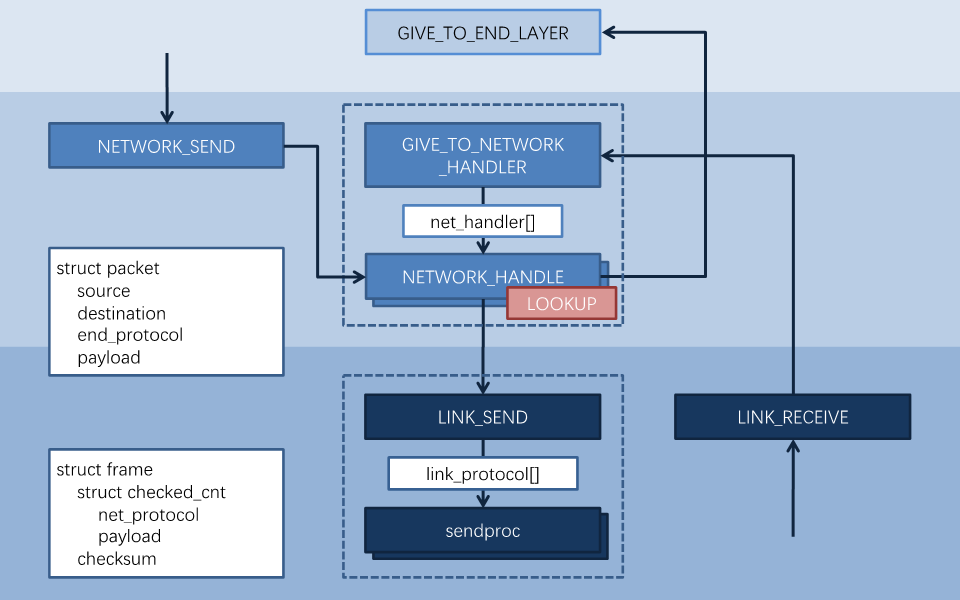 GIVE_TO_END_LAYER
NETWORK_SEND
GIVE_TO_NETWORK
_HANDLER
net_handler[]
NETWORK_HANDLE
LOOKUP
struct packet
source
destination
end_protocol
payload
LINK_SEND
LINK_RECEIVE
link_protocol[]
sendproc
struct frame
struct checked_cnt
net_protocol
payload
checksum